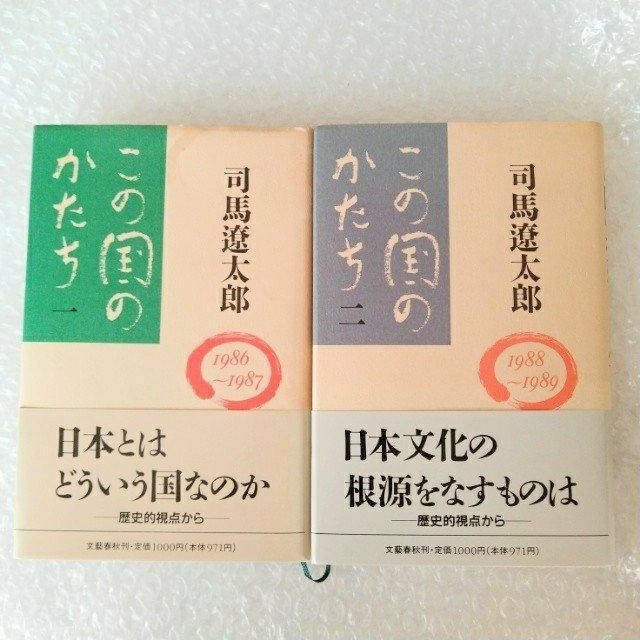 この国の
かたち 一
司馬遼太郎
1986
～1987
日本とは
どういう国なのか
―歴史的視点から―
文藝春秋刊・定価1000円(本体971円)
この国の
かたち 二
司馬遼太郎
1988
～1989
日本文化の
根源をなすものは
―歴史的視点から―
文藝春秋刊・定価1000円(本体971円)